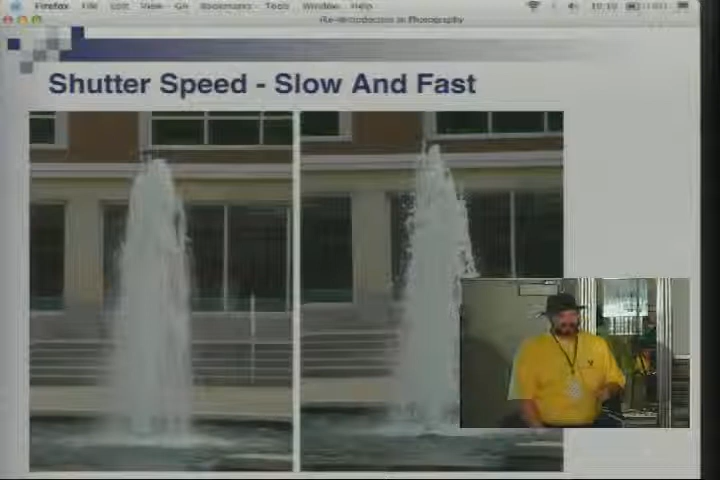 Firefox File Edit View Go Bookmarks Tools Window Help
(Re-)Introduction to Photography
Shutter Speed - Slow And Fast